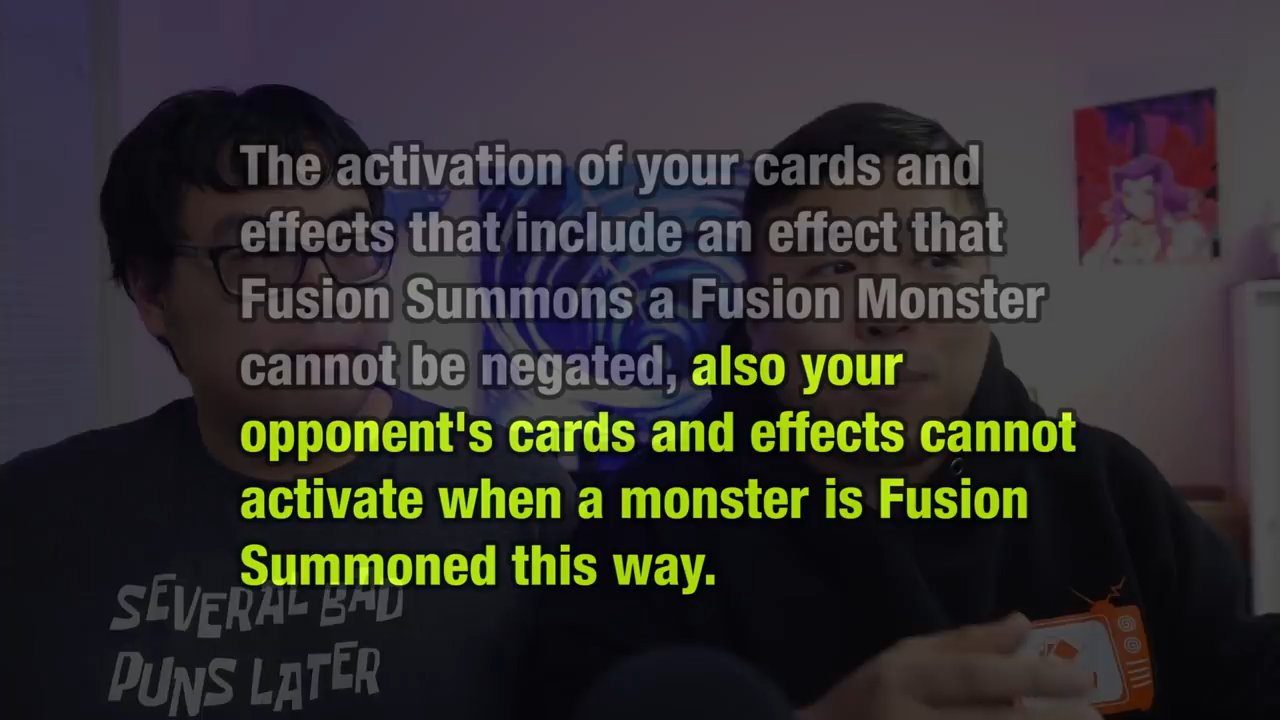 The activation of your cards and
effects that include an effect that
Fusion Summons a Fusion Monster
cannot be negated, also your
opponent's cards and effects cannot
activate when a monster is Fusion
Summoned this way.
SEVERAL BAD
PUNS LATER